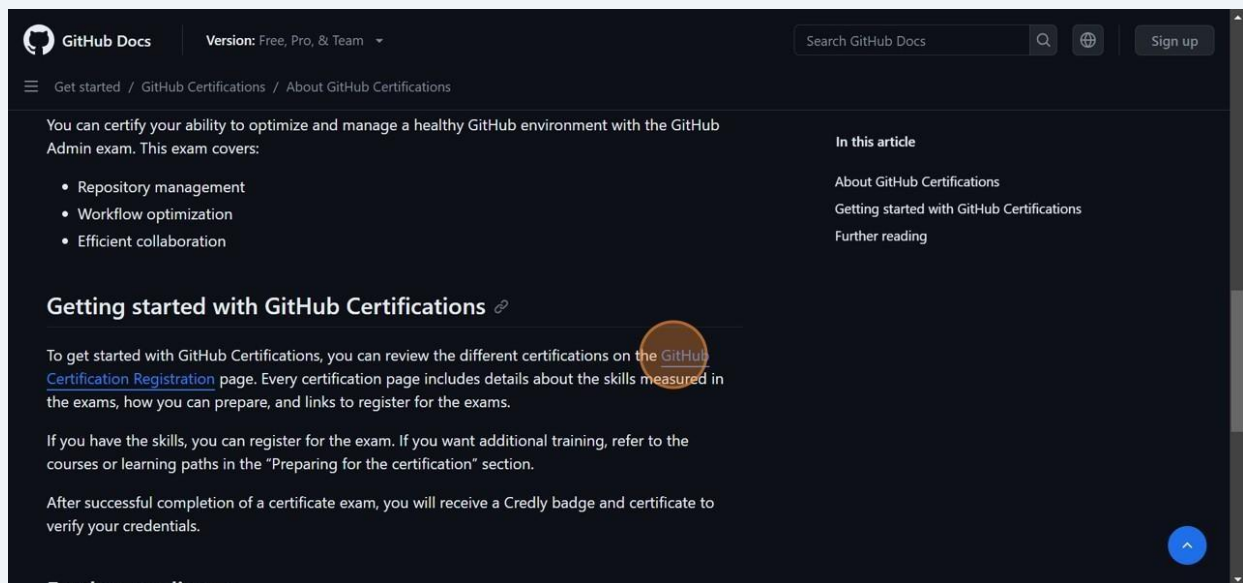 GitHub Docs
Version: Free, Pro, & Team
Search GitHub Docs
Sign up
Get started / GitHub Certifications / About GitHub Certifications
You can certify your ability to optimize and manage a healthy GitHub environment with the GitHub
Admin exam. This exam covers:
• Repository management
• Workflow optimization
• Efficient collaboration
In this article
About GitHub Certifications
Getting started with GitHub Certifications
Further reading
Getting started with GitHub Certifications
To get started with GitHub Certifications, you can review the different certifications on the GitHub
Certification Registration page. Every certification page includes details about the skills measured in
the exams, how you can prepare, and links to register for the exams.
If you have the skills, you can register for the exam. If you want additional training, refer to the
courses or learning paths in the “Preparing for the certification” section.
After successful completion of a certificate exam, you will receive a Credly badge and certificate to
verify your credentials.